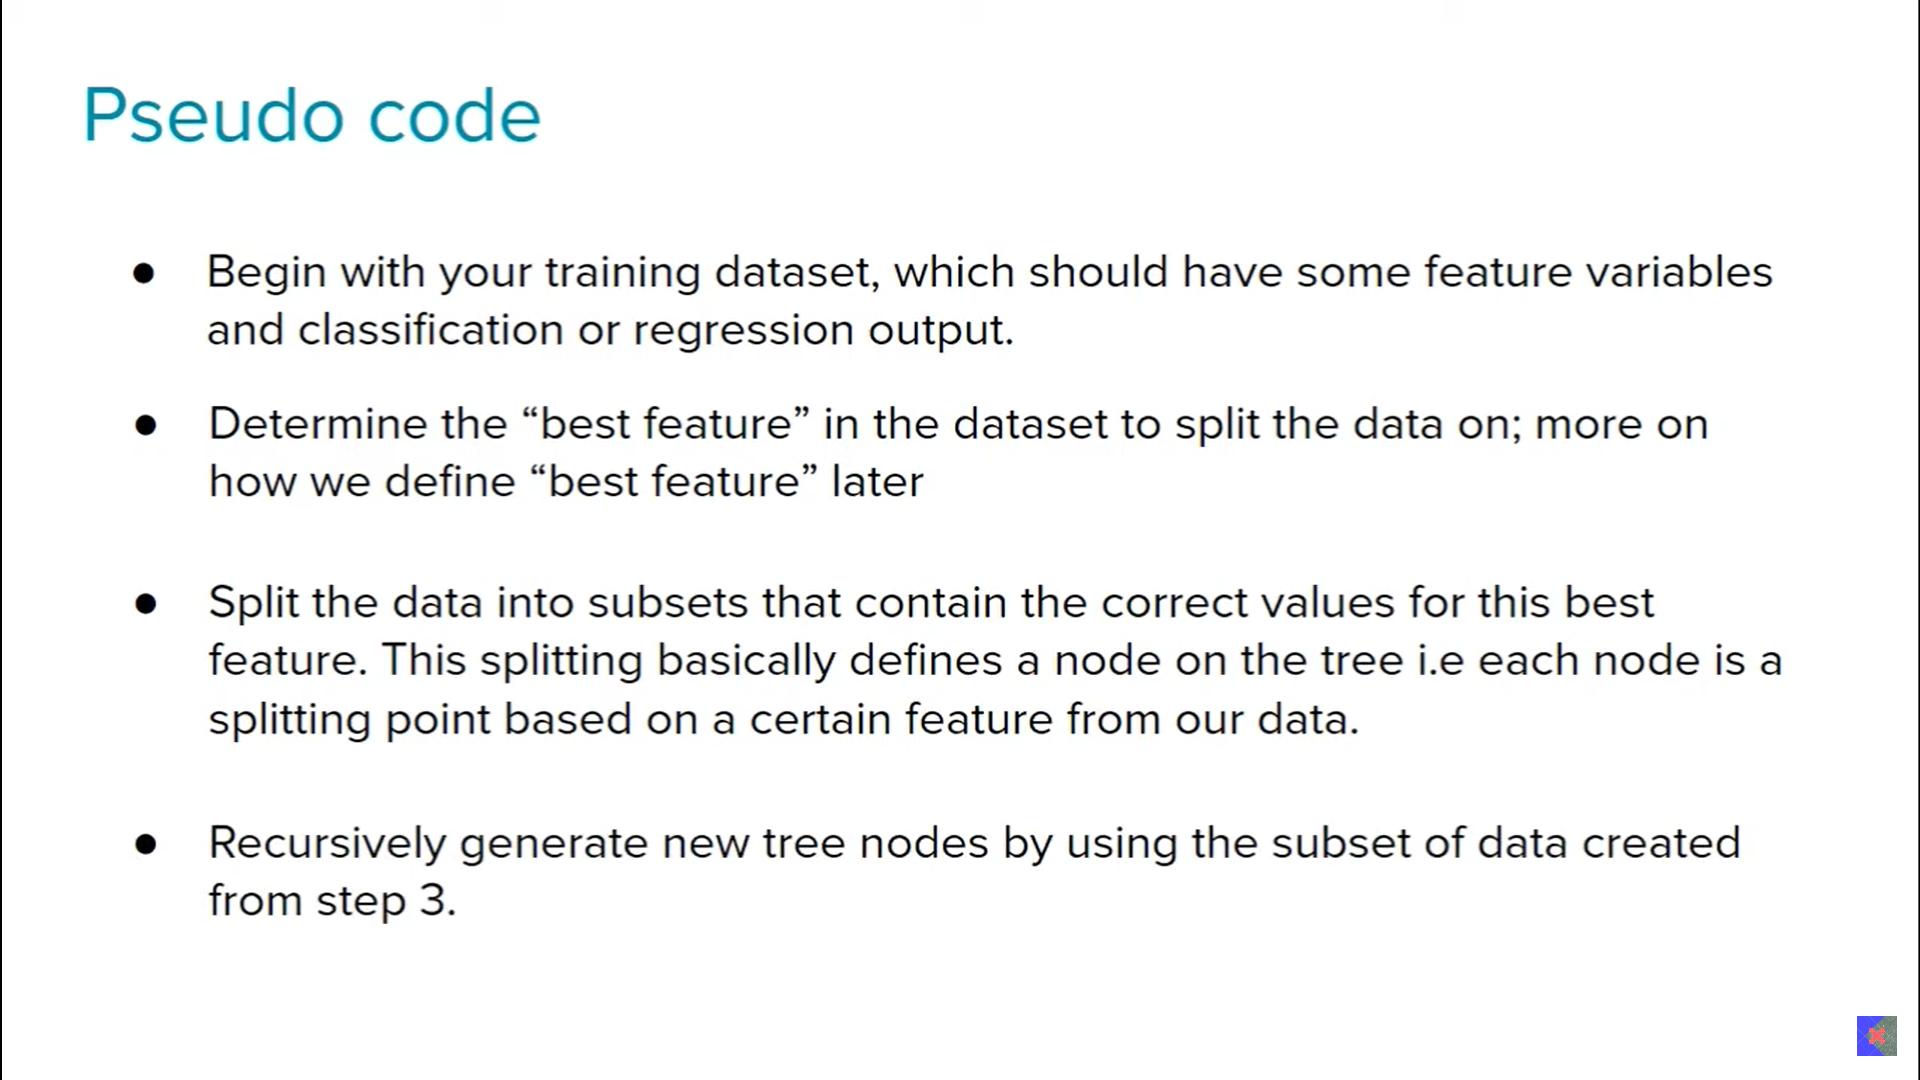 Pseudo code
● Begin with your training dataset, which should have some feature variables
and classification or regression output.
● Determine the “best feature” in the dataset to split the data on; more on
how we define “best feature” later
● Split the data into subsets that contain the correct values for this best
feature. This splitting basically defines a node on the tree i.e each node is a
splitting point based on a certain feature from our data.
● Recursively generate new tree nodes by using the subset of data created
from step 3.